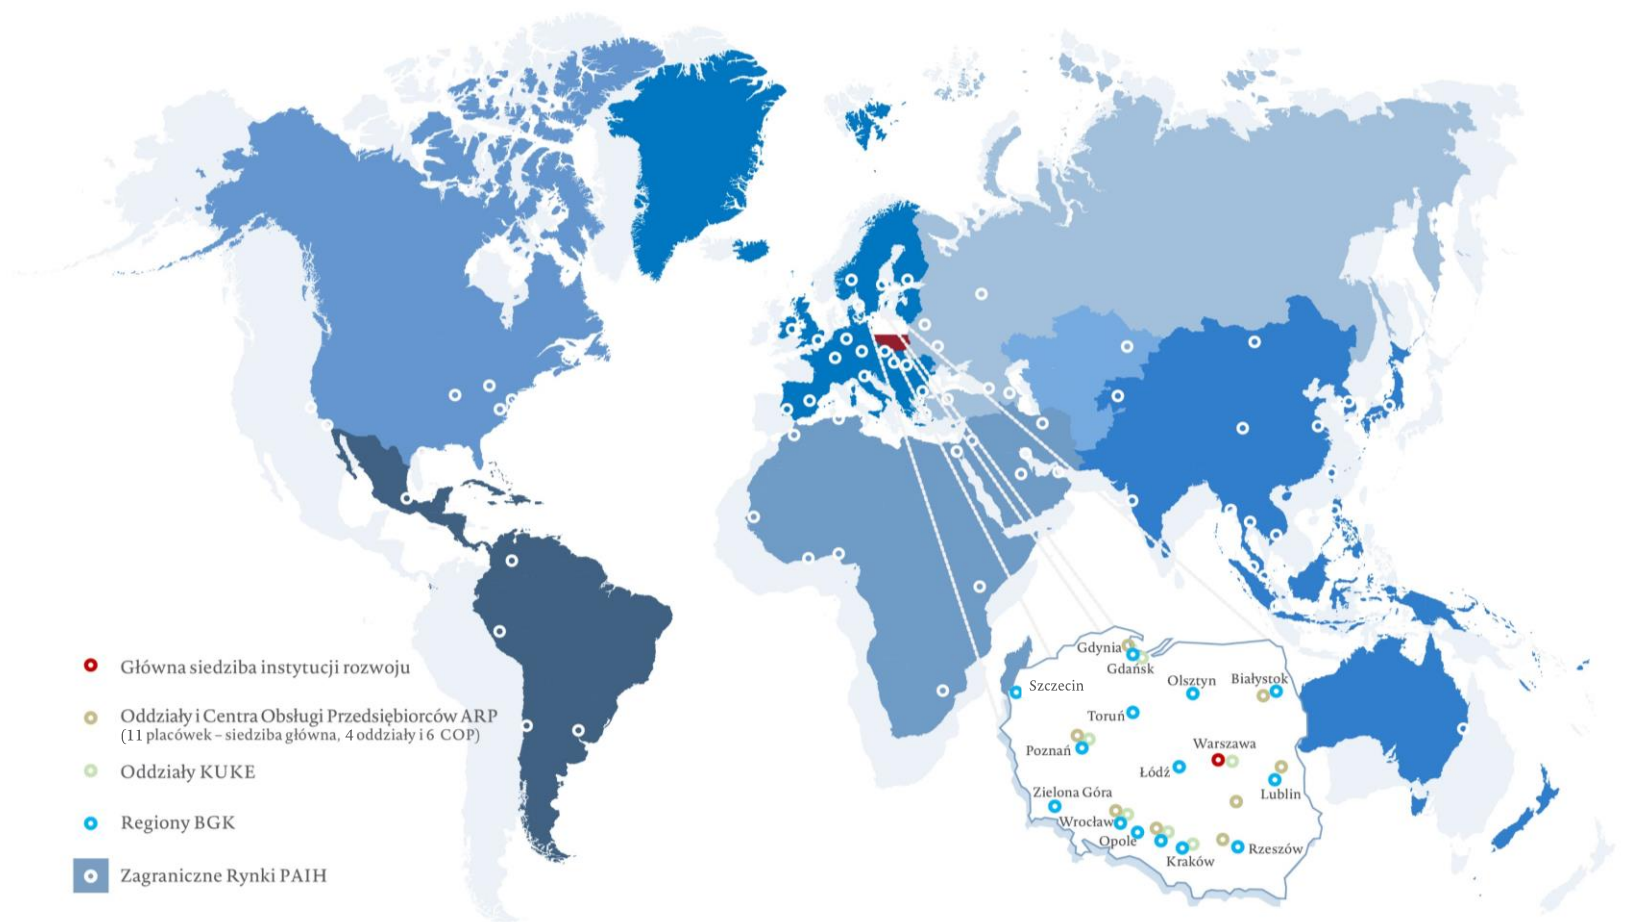 Główna siedziba instytucji rozwoju
Oddziały i Centra Obsługi Przedsiębiorców ARP
(11 placówek – siedziba główna, 4 oddziały i 6 COP)
Oddziały KUKE
Regiony BGK
Zagraniczne Rynki PAIH
Gdynia
Gdańsk
Szczecin
Olsztyn
Białystok
Toruń
Poznań
Warszawa
Łódź
Zielona Góra
Lublin
Wrocław
Opole
Kraków
Rzeszów